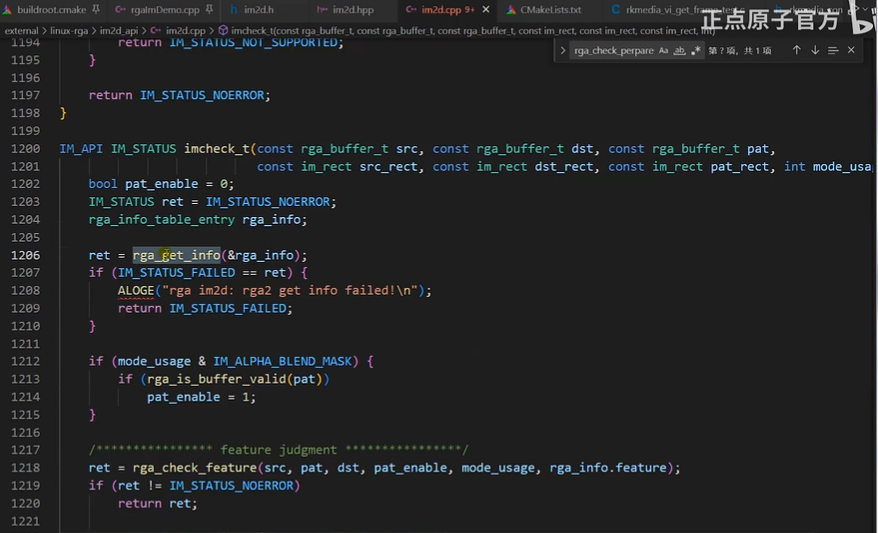 buildroot.cmake
rgaImDemo.cpp
im2d.h
im2d.hpp
im2d.cpp 9+
CMakeLists.txt
正点原子官方
external > linux-rga > im2d_api > im2d.cpp > imcheck_t(const rga_buffer_t, const rga_buffer_t, const rga_buffer_t, const im_rect, const im_rect, const im_rect, int)
rga_check_perpare Aa ab .* 第 ? 项, 共 1 项
1194 return IM_STATUS_NOT_SUPPORTED;
1195 }
1196
1197 return IM_STATUS_NOERROR;
1198 }
1199
1200 IM_API IM_STATUS imcheck_t(const rga_buffer_t src, const rga_buffer_t dst, const rga_buffer_t pat,
1201 const im_rect src_rect, const im_rect dst_rect, const im_rect pat_rect, int mode_usa
1202 bool pat_enable = 0;
1203 IM_STATUS ret = IM_STATUS_NOERROR;
1204 rga_info_table_entry rga_info;
1205
1206 ret = rga_get_info(&rga_info);
1207 if (IM_STATUS_FAILED == ret) {
1208 ALOGE("rga im2d: rga2 get info failed!\n");
1209 return IM_STATUS_FAILED;
1210 }
1211
1212 if (mode_usage & IM_ALPHA_BLEND_MASK) {
1213 if (rga_is_buffer_valid(pat))
1214 pat_enable = 1;
1215 }
1216
1217 /**************** feature judgment ****************/
1218 ret = rga_check_feature(src, pat, dst, pat_enable, mode_usage, rga_info.feature);
1219 if (ret != IM_STATUS_NOERROR)
1220 return ret;
1221